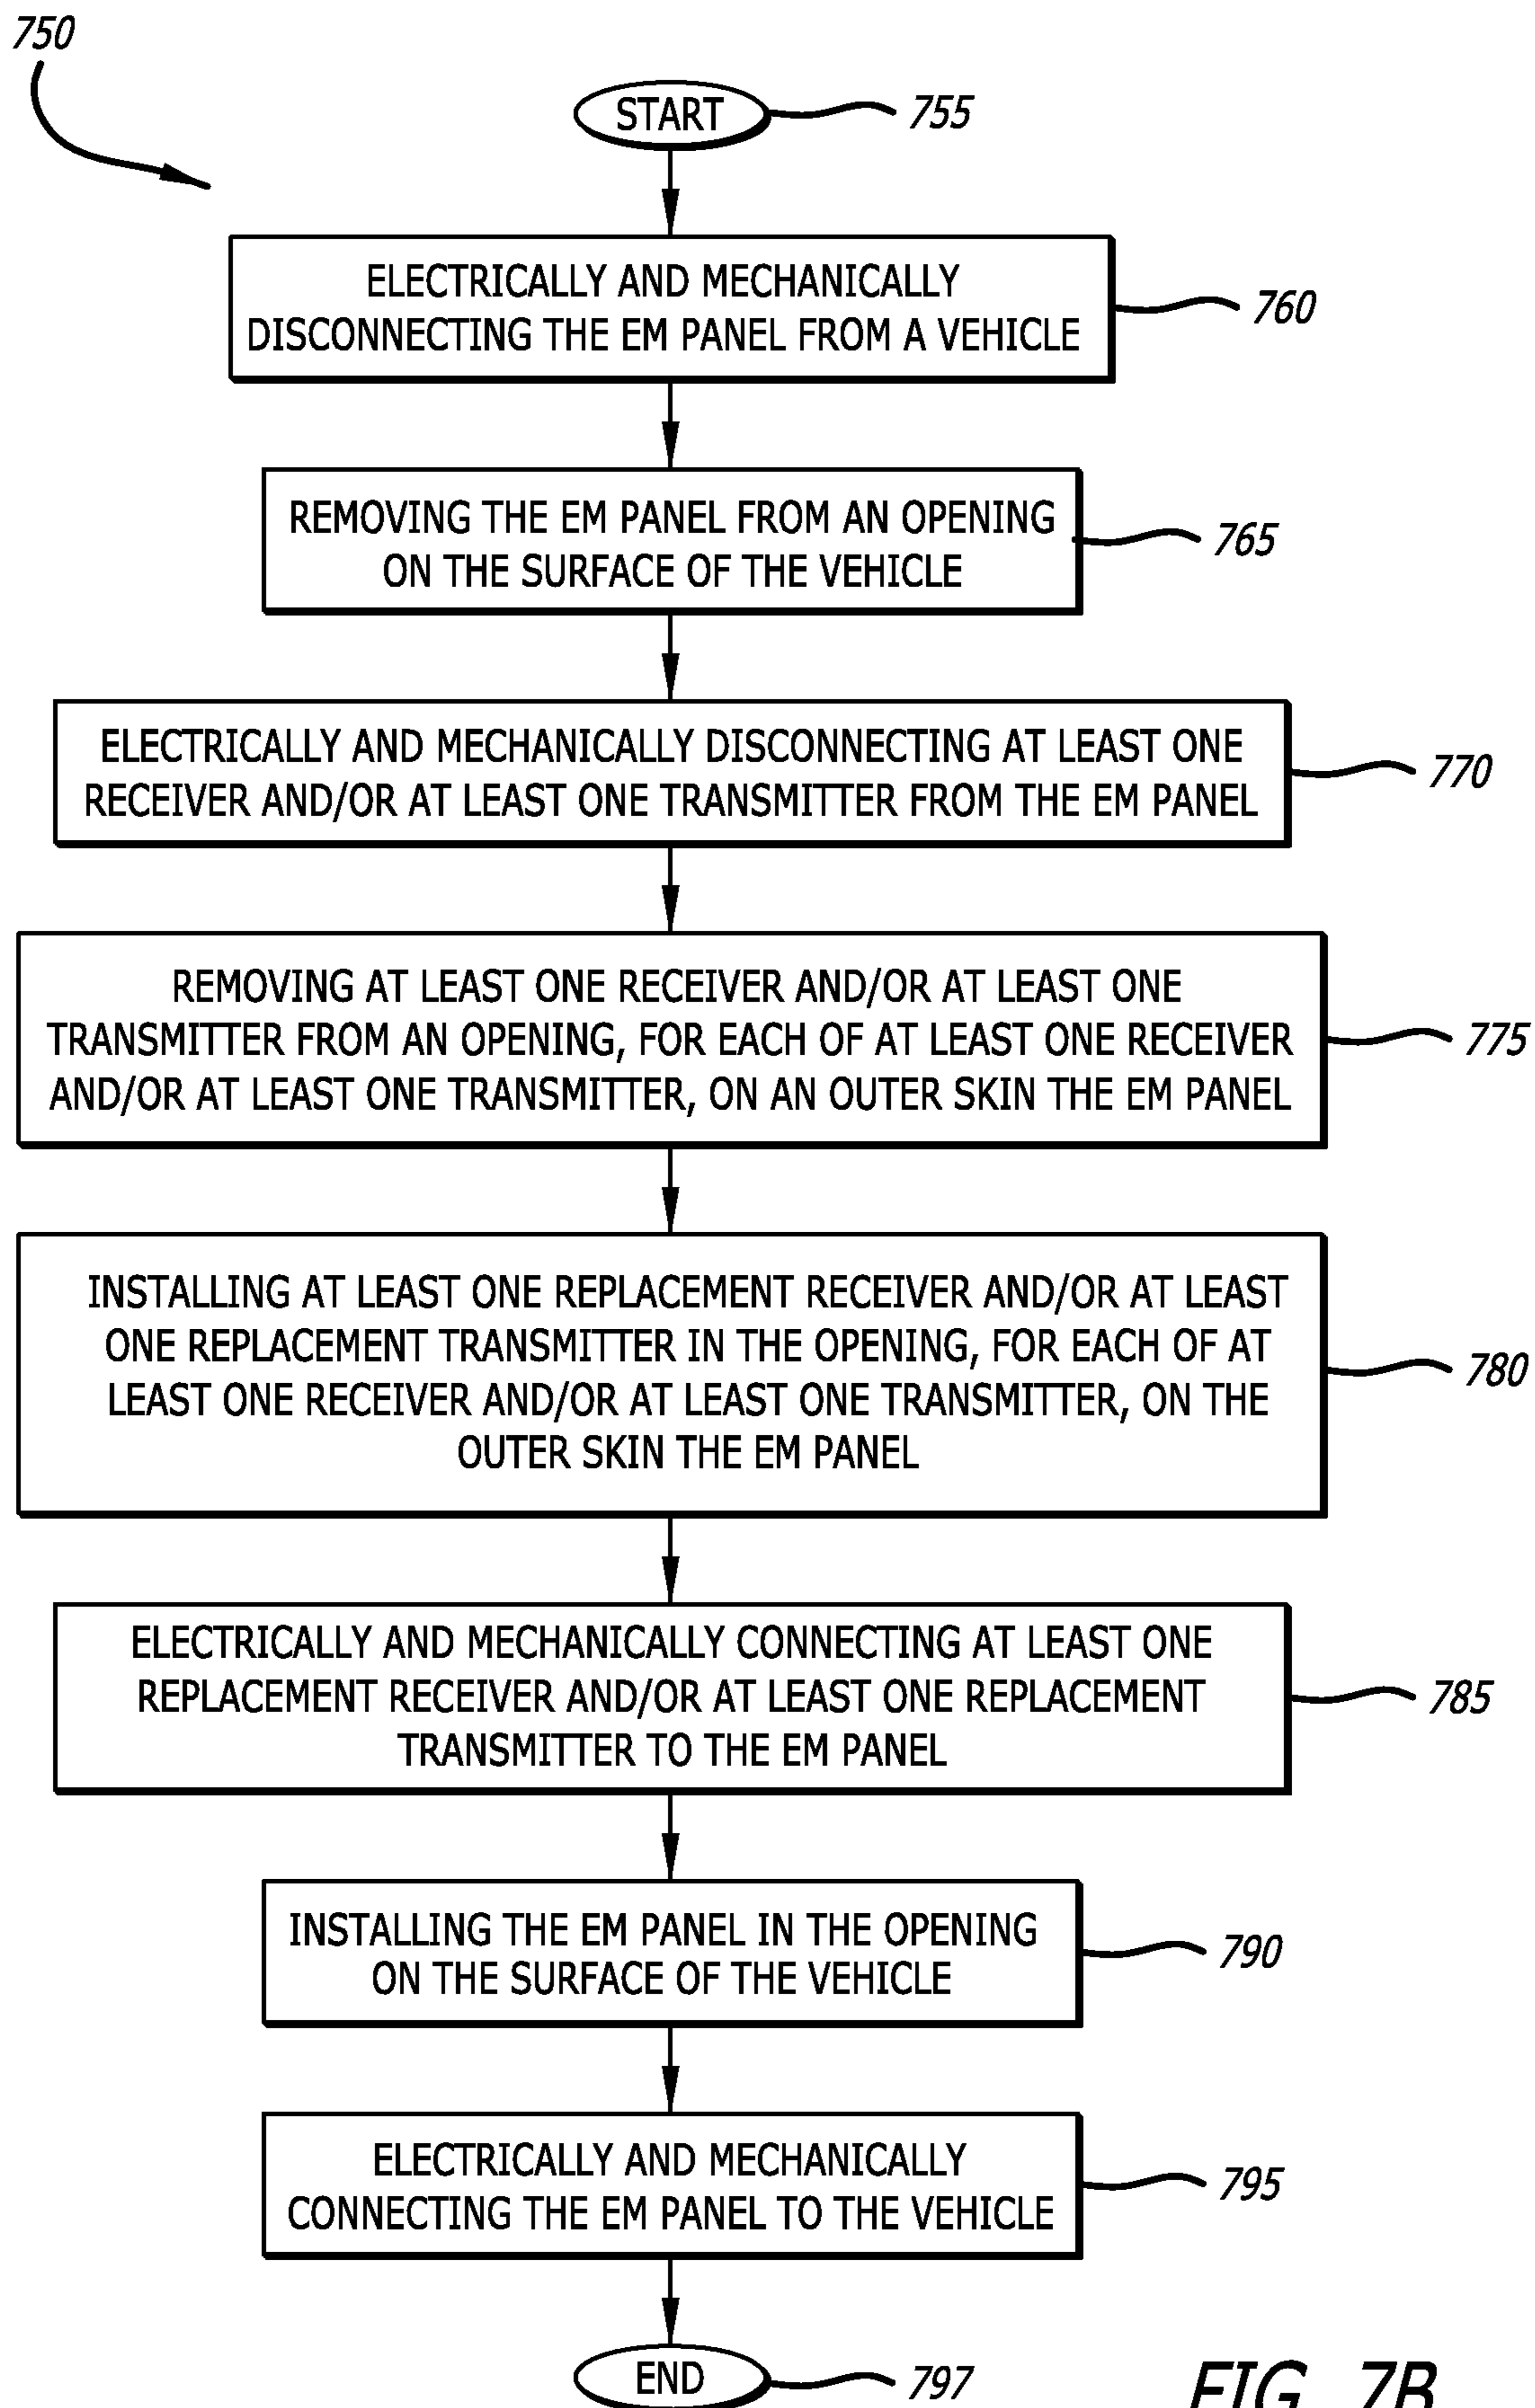 750
START
755
ELECTRICALLY AND MECHANICALLY
DISCONNECTING THE EM PANEL FROM A VEHICLE
760
REMOVING THE EM PANEL FROM AN OPENING
ON THE SURFACE OF THE VEHICLE
765
ELECTRICALLY AND MECHANICALLY DISCONNECTING AT LEAST ONE
RECEIVER AND/OR AT LEAST ONE TRANSMITTER FROM THE EM PANEL
770
REMOVING AT LEAST ONE RECEIVER AND/OR AT LEAST ONE
TRANSMITTER FROM AN OPENING, FOR EACH OF AT LEAST ONE RECEIVER
AND/OR AT LEAST ONE TRANSMITTER, ON AN OUTER SKIN THE EM PANEL
775
INSTALLING AT LEAST ONE REPLACEMENT RECEIVER AND/OR AT LEAST
ONE REPLACEMENT TRANSMITTER IN THE OPENING, FOR EACH OF AT
LEAST ONE RECEIVER AND/OR AT LEAST ONE TRANSMITTER, ON THE
OUTER SKIN THE EM PANEL
780
ELECTRICALLY AND MECHANICALLY CONNECTING AT LEAST ONE
REPLACEMENT RECEIVER AND/OR AT LEAST ONE REPLACEMENT
TRANSMITTER TO THE EM PANEL
785
INSTALLING THE EM PANEL IN THE OPENING
ON THE SURFACE OF THE VEHICLE
790
ELECTRICALLY AND MECHANICALLY
CONNECTING THE EM PANEL TO THE VEHICLE
795
END
797
FIG. 7B